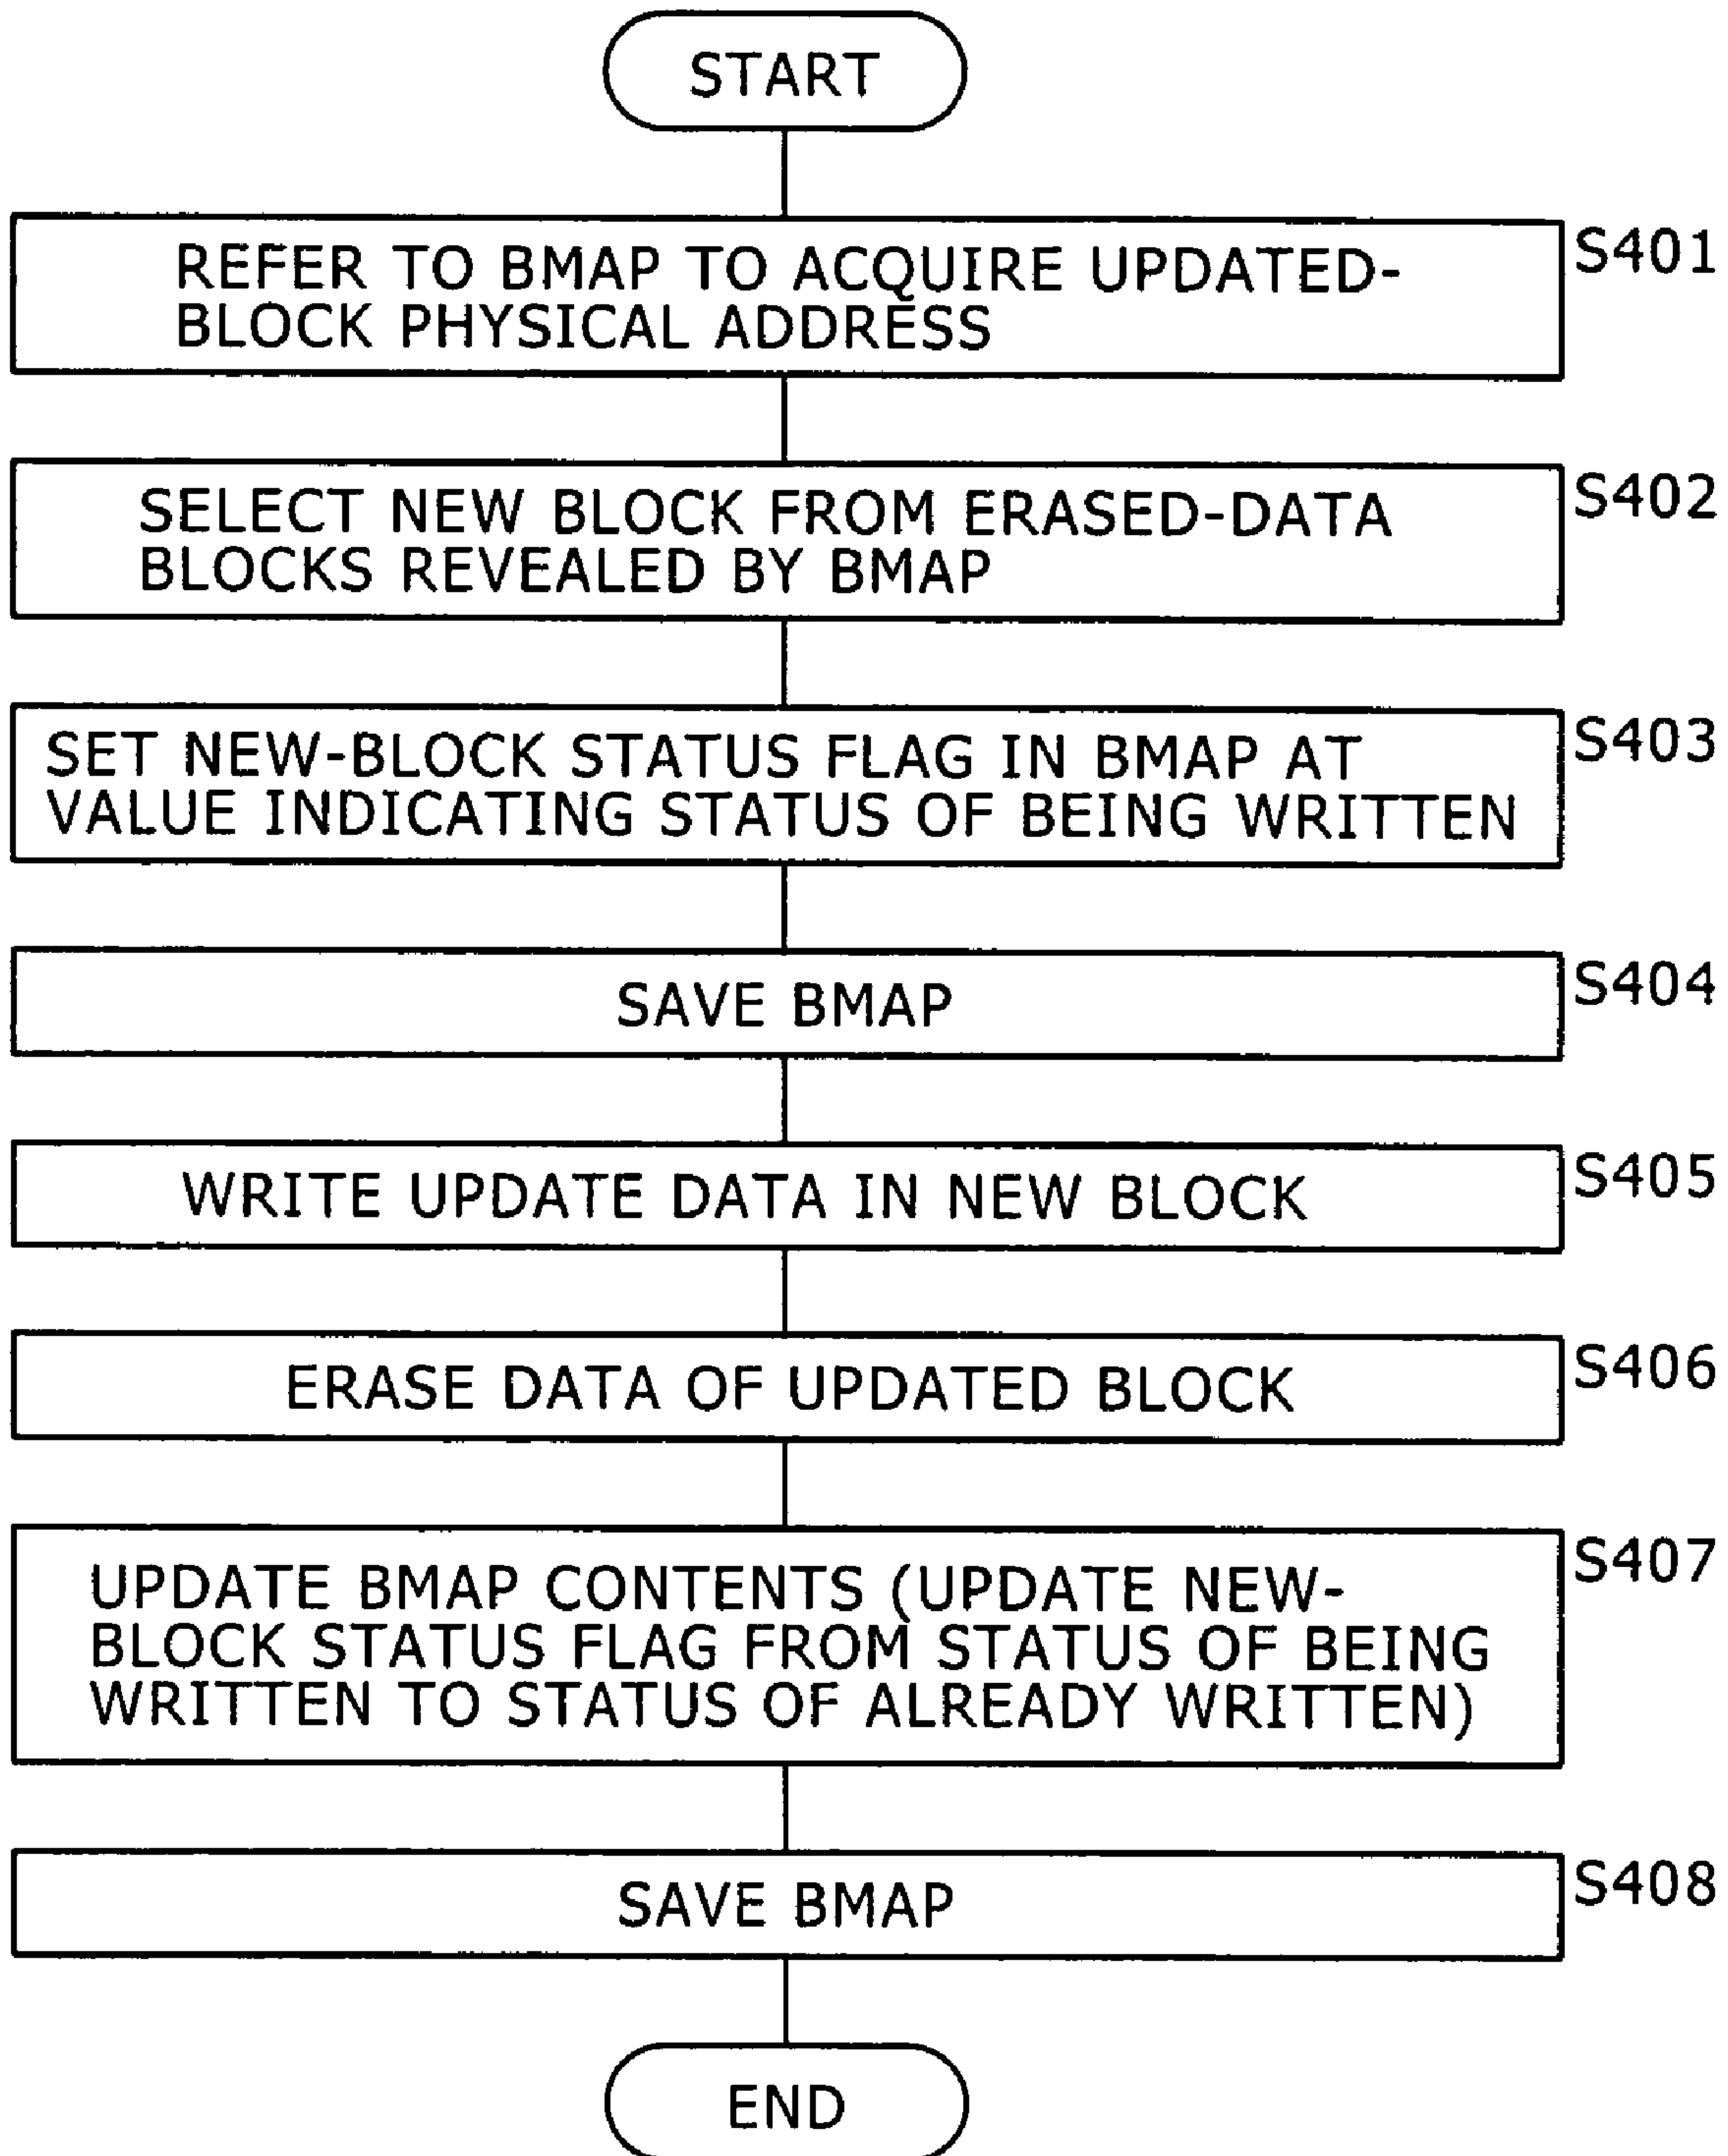 START
REFER TO BMAP TO ACQUIRE UPDATED-
BLOCK PHYSICAL ADDRESS
S401
SELECT NEW BLOCK FROM ERASED-DATA
BLOCKS REVEALED BY BMAP
S402
SET NEW-BLOCK STATUS FLAG IN BMAP AT
VALUE INDICATING STATUS OF BEING WRITTEN
S403
SAVE BMAP
S404
WRITE UPDATE DATA IN NEW BLOCK
S405
ERASE DATA OF UPDATED BLOCK
S406
UPDATE BMAP CONTENTS (UPDATE NEW-
BLOCK STATUS FLAG FROM STATUS OF BEING
WRITTEN TO STATUS OF ALREADY WRITTEN)
S407
SAVE BMAP
S408
END